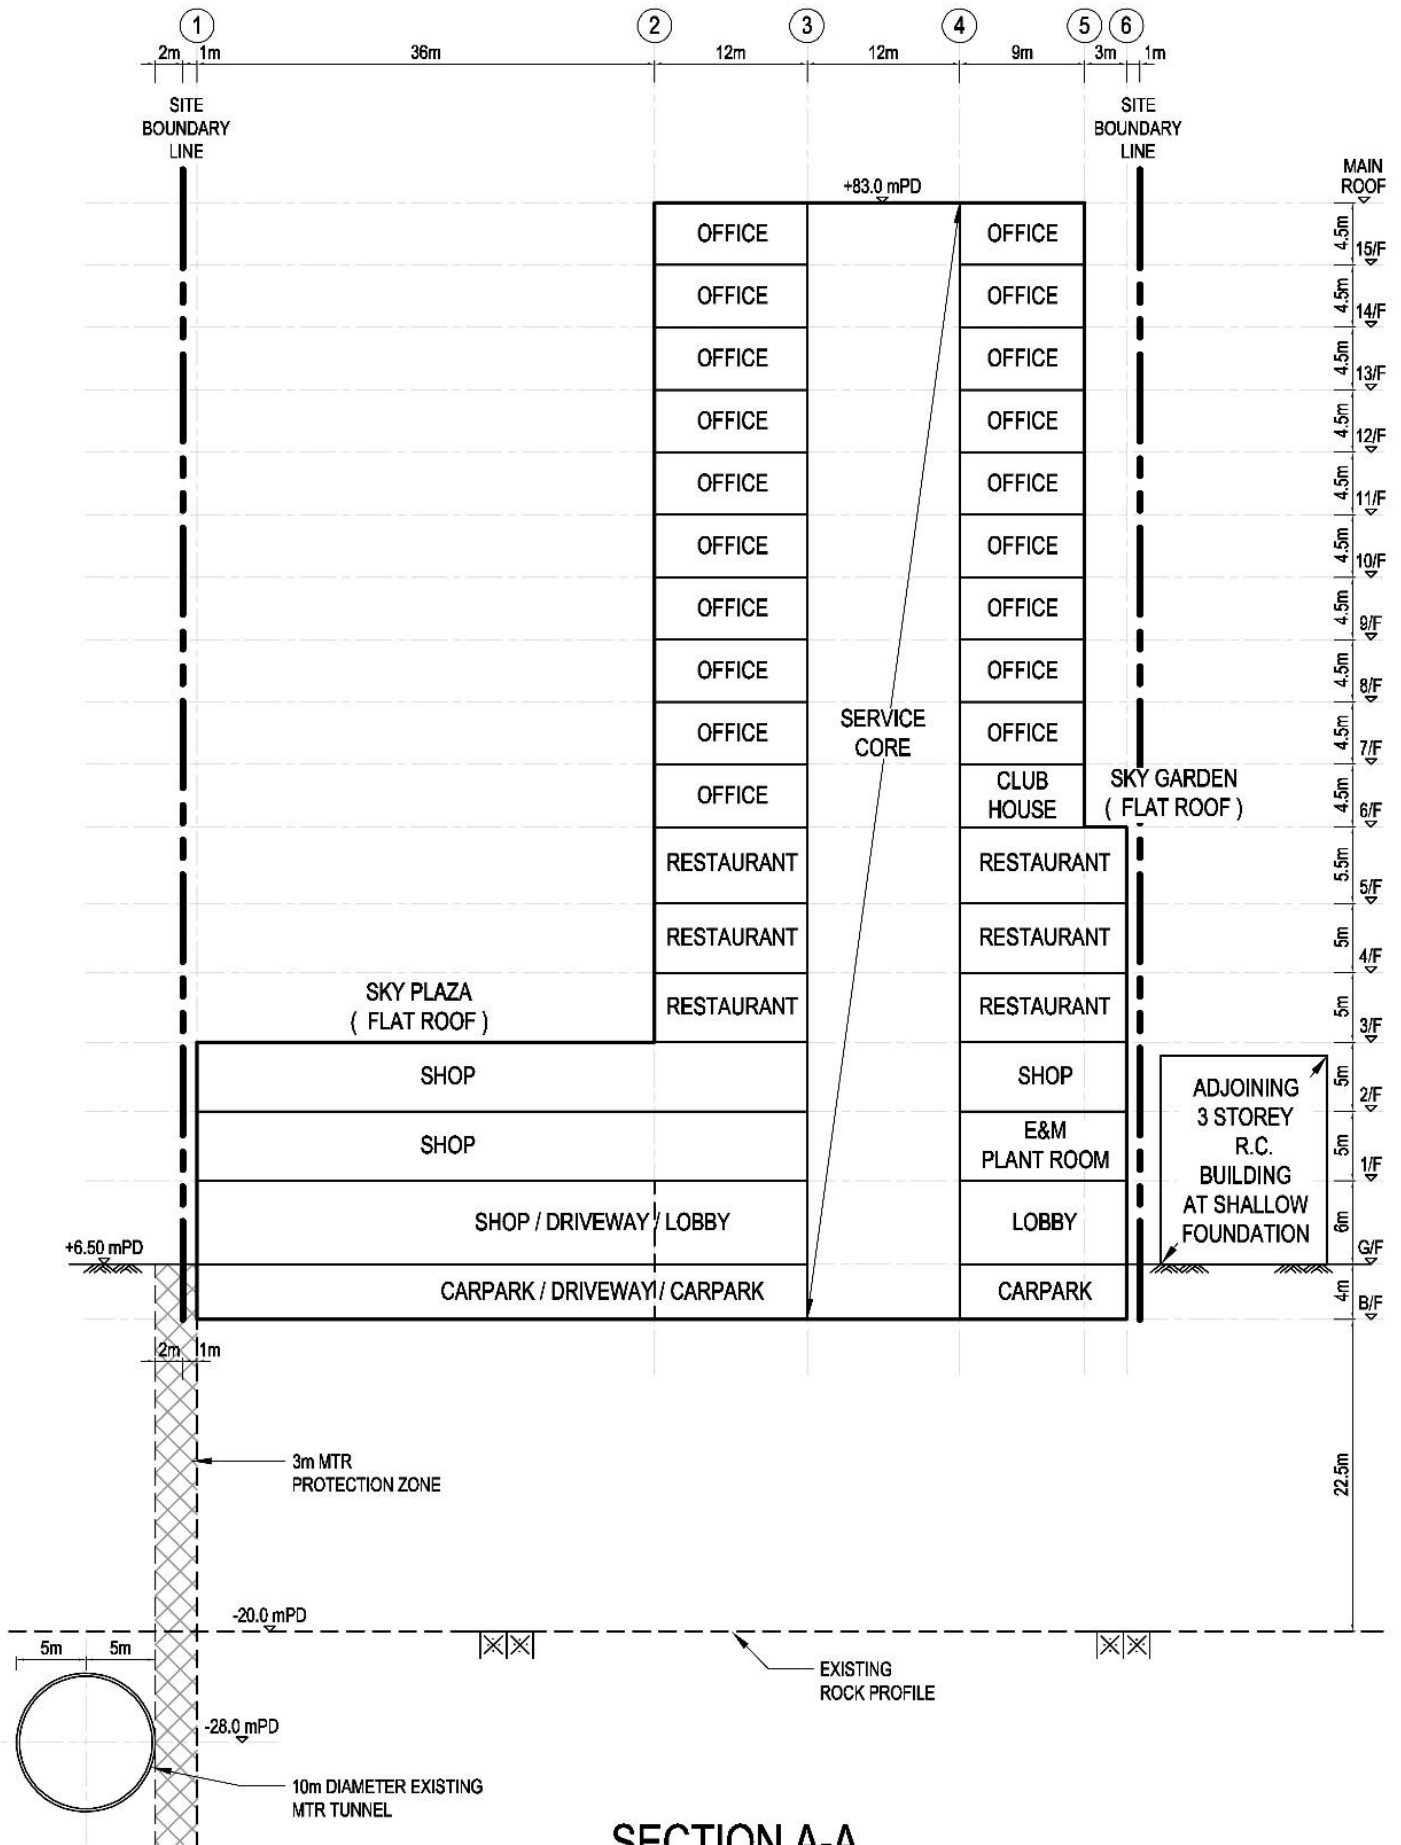 1 2 3 4 5 6
2m 1m 36m 12m 12m 9m 3m 1m
SITE
BOUNDARY
LINE
SITE
BOUNDARY
LINE
MAIN
ROOF
+83.0 mPD
OFFICE OFFICE 4.5m 15/F
OFFICE OFFICE 4.5m 14/F
OFFICE OFFICE 4.5m 13/F
OFFICE OFFICE 4.5m 12/F
OFFICE OFFICE 4.5m 11/F
OFFICE OFFICE 4.5m 10/F
OFFICE OFFICE 4.5m 9/F
OFFICE OFFICE 4.5m 8/F
OFFICE OFFICE 4.5m 7/F
SERVICE
CORE
OFFICE
CLUB
HOUSE
SKY GARDEN
( FLAT ROOF )
4.5m 6/F
RESTAURANT RESTAURANT 5.5m 5/F
RESTAURANT RESTAURANT 5m 4/F
RESTAURANT RESTAURANT 5m 3/F
SKY PLAZA
( FLAT ROOF )
SHOP SHOP 5m 2/F
SHOP
E&M
PLANT ROOM
5m 1/F
ADJOINING
3 STOREY
R.C.
BUILDING
AT SHALLOW
FOUNDATION
SHOP / DRIVEWAY / LOBBY LOBBY 6m G/F
+6.50 mPD
CARPARK / DRIVEWAY / CARPARK CARPARK 4m B/F
2m 1m
3m MTR
PROTECTION ZONE
22.5m
-20.0 mPD
5m 5m
EXISTING
ROCK PROFILE
-28.0 mPD
10m DIAMETER EXISTING
MTR TUNNEL
SECTION A-A